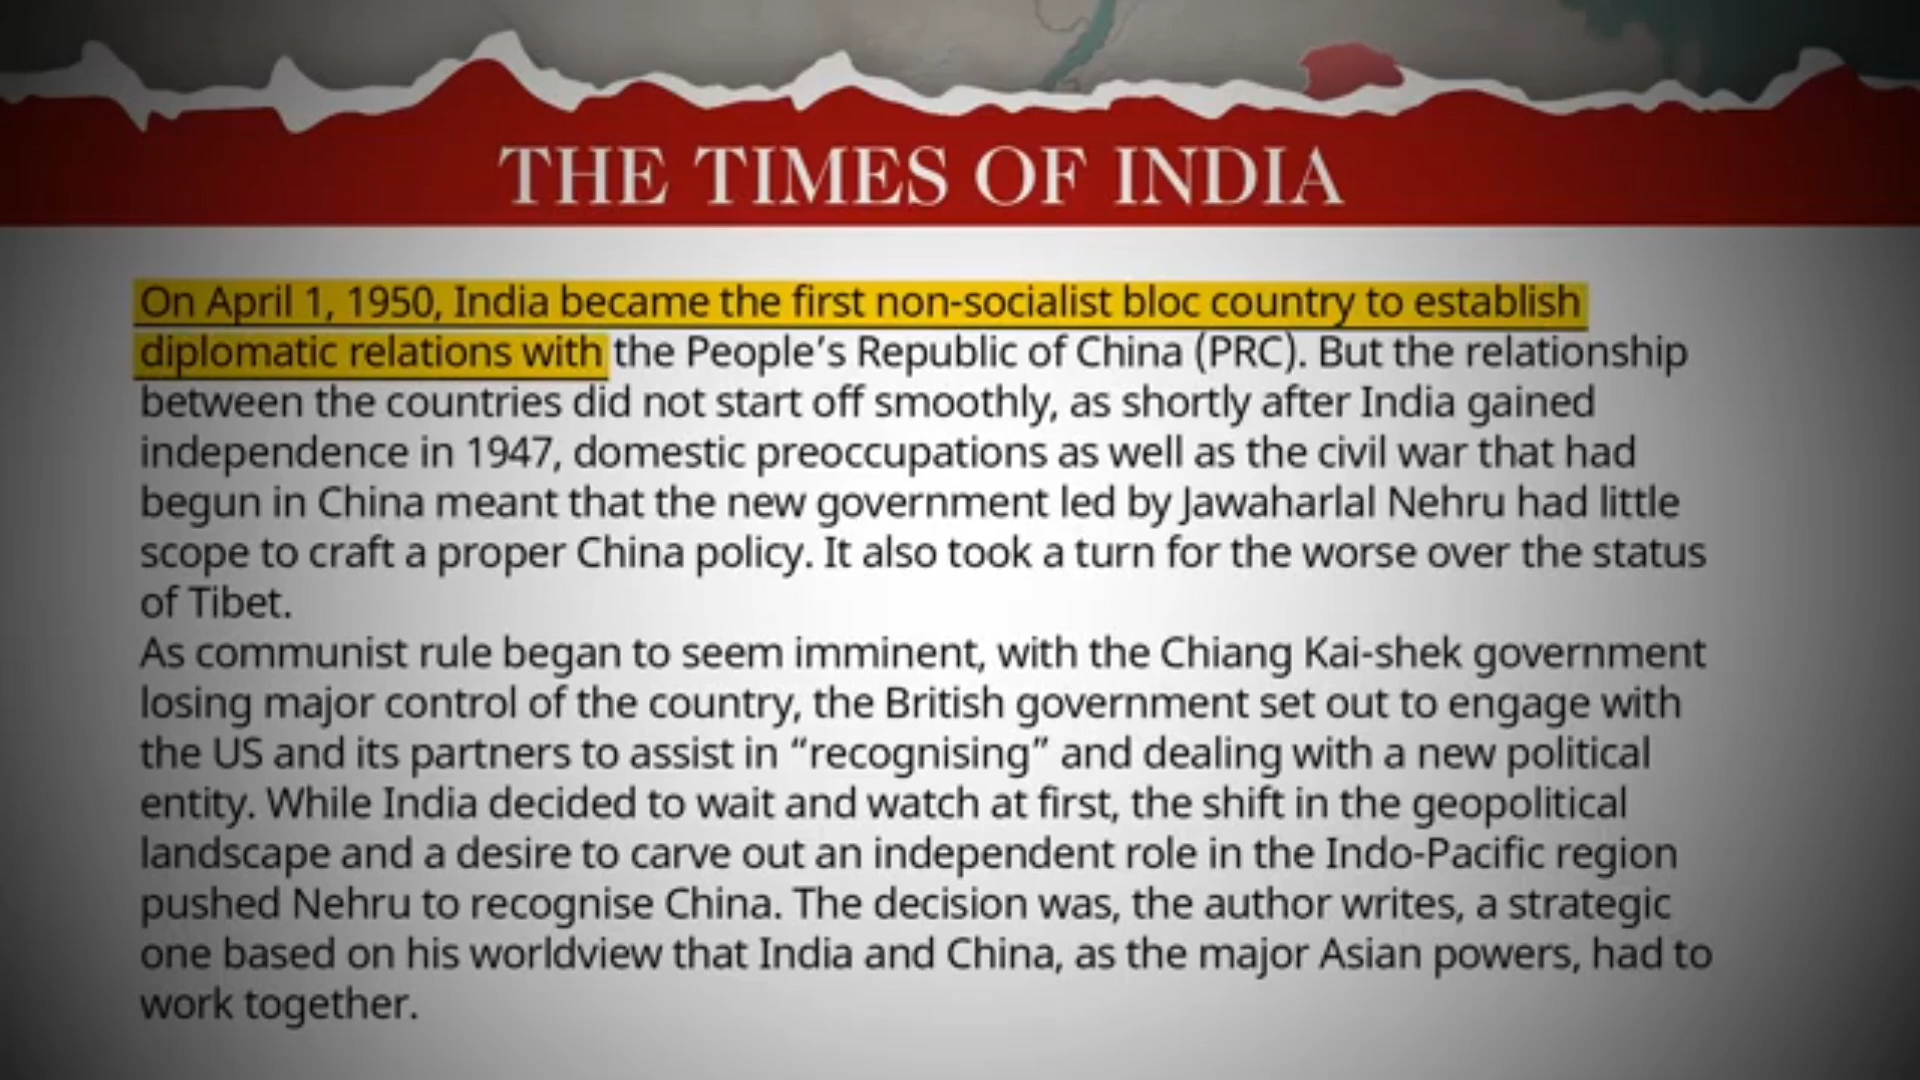 THE TIMES OF INDIA
On April 1, 1950, India became the first non-socialist bloc country to establish
diplomatic relations with the People’s Republic of China (PRC). But the relationship
between the countries did not start off smoothly, as shortly after India gained
independence in 1947, domestic preoccupations as well as the civil war that had
begun in China meant that the new government led by Jawaharlal Nehru had little
scope to craft a proper China policy. It also took a turn for the worse over the status
of Tibet.
As communist rule began to seem imminent, with the Chiang Kai-shek government
losing major control of the country, the British government set out to engage with
the US and its partners to assist in “recognising” and dealing with a new political
entity. While India decided to wait and watch at first, the shift in the geopolitical
landscape and a desire to carve out an independent role in the Indo-Pacific region
pushed Nehru to recognise China. The decision was, the author writes, a strategic
one based on his worldview that India and China, as the major Asian powers, had to
work together.